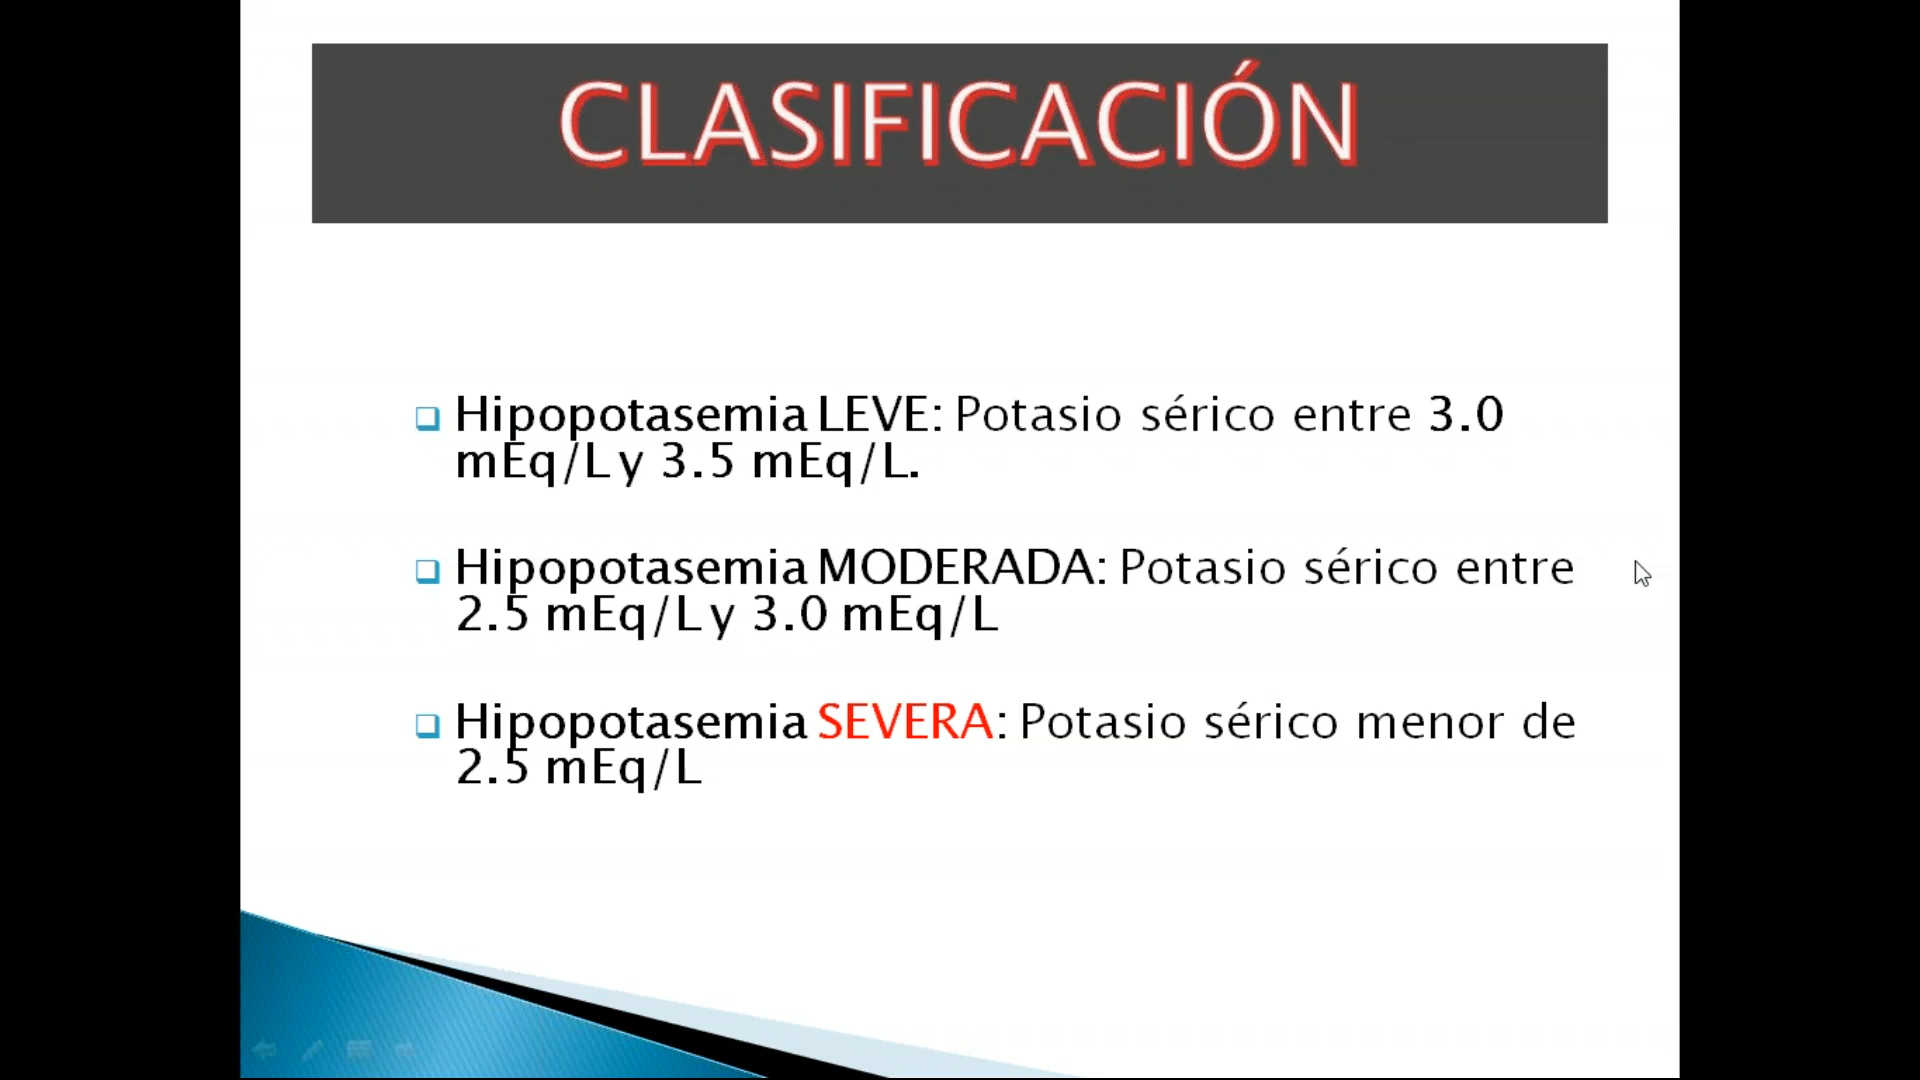 CLASIFICACIÓN
Hipopotasemia LEVE: Potasio sérico entre 3.0
mEq/L y 3.5 mEq/L.
Hipopotasemia MODERADA: Potasio sérico entre
2.5 mEq/L y 3.0 mEq/L
Hipopotasemia SEVERA: Potasio sérico menor de
2.5 mEq/L